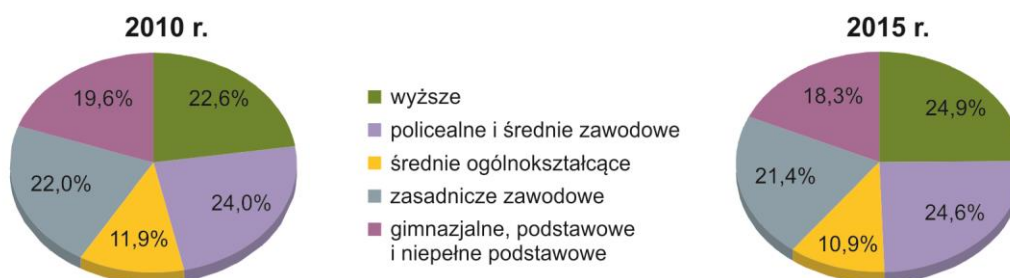 2010 r.
19,6%
22,6%
22,0%
24,0%
11,9%
wyższe
policealne i średnie zawodowe
średnie ogólnokształcące
zasadnicze zawodowe
gimnazjalne, podstawowe
i niepełne podstawowe
2015 r.
18,3%
24,9%
21,4%
24,6%
10,9%